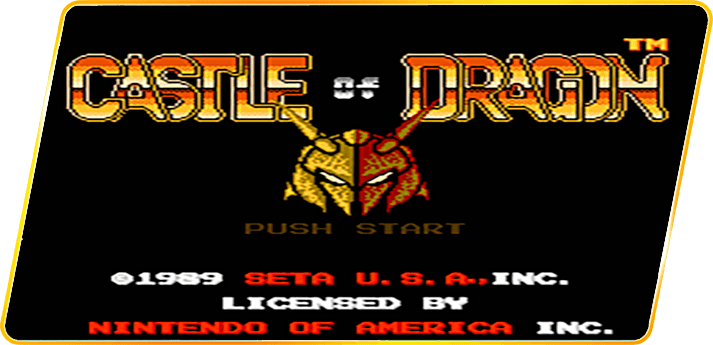 CASTLE OF DRAGON™
PUSH START
©1989 SETA U.S.A., INC.
LICENSED BY
NINTENDO OF AMERICA INC.